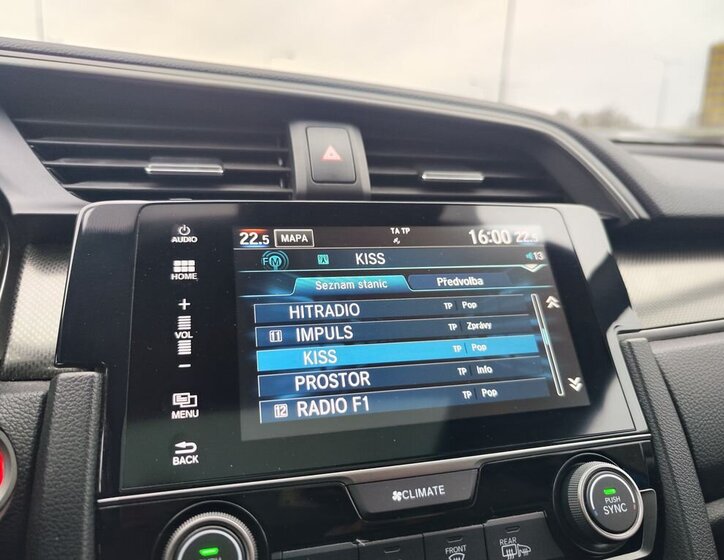 AUDIO
HOME
+
VOL
−
MENU
BACK
22.5 MAPA TA TP 16:00 22.5
FM KISS 13
Seznam stanic Předvolba
HITRADIO TP Pop
i1 IMPULS TP Zprávy
KISS TP Pop
PROSTOR TP Info
i2 RADIO F1 TP Pop
CLIMATE
PUSH
SYNC
FRONT
REAR